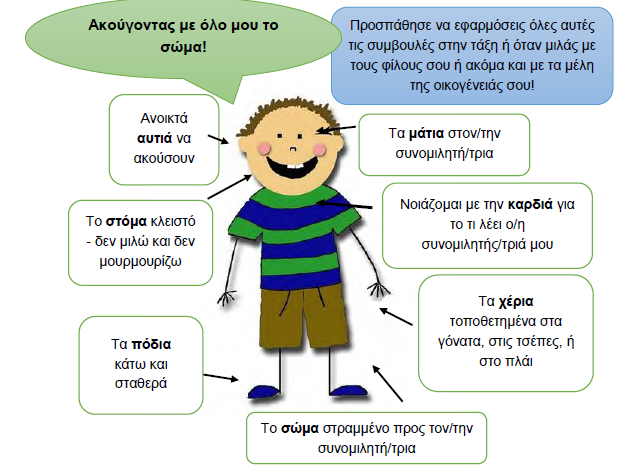 Ακούγοντας με όλο μου το
σώμα!
Προσπάθησε να εφαρμόσεις όλες αυτές
τις συμβουλές στην τάξη ή όταν μιλάς με
τους φίλους σου ή ακόμα και με τα μέλη
της οικογένειάς σου!
Ανοικτά
αυτιά να
ακούσουν
Τα μάτια στον/την
συνομιλητή/τρια
Το στόμα κλειστό
- δεν μιλώ και δεν
μουρμουρίζω
Νοιάζομαι με την καρδιά για
το τι λέει ο/η
συνομιλητής/τριά μου
Τα χέρια
τοποθετημένα στα
γόνατα, στις τσέπες, ή
στο πλάι
Τα πόδια
κάτω και
σταθερά
Το σώμα στραμμένο προς τον/την
συνομιλητή/τρια